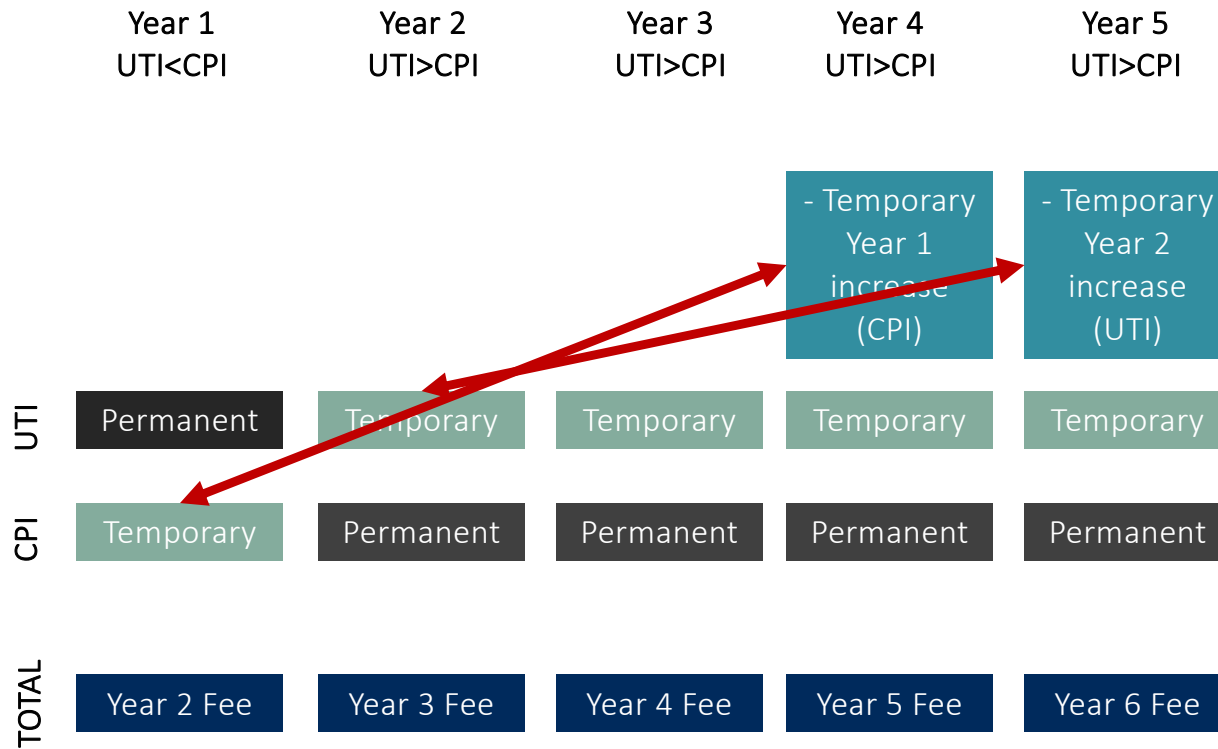 Year 1
UTI<CPI
Year 2
UTI>CPI
Year 3
UTI>CPI
Year 4
UTI>CPI
Year 5
UTI>CPI
- Temporary
Year 1
increase
(CPI)
- Temporary
Year 2
increase
(UTI)
UTI
Permanent
Temporary
Temporary
Temporary
Temporary
CPI
Temporary
Permanent
Permanent
Permanent
Permanent
TOTAL
Year 2 Fee
Year 3 Fee
Year 4 Fee
Year 5 Fee
Year 6 Fee